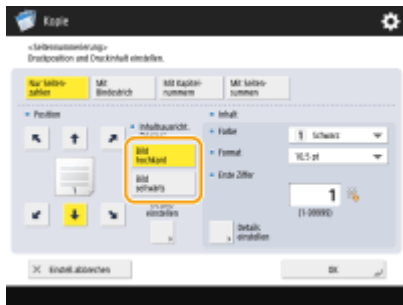 Kopie
<Seitennummerierung>
Druckposition und Druckinhalt einstellen.
Nur Seiten-
zahlen
Mit
Bindestrich
Mit Kapitel-
nummern
Mit Seiten-
summen
Position
Inhaltsausricht.
Bild
hochkant
Bild
seitwärts
einstellen
Inhalt
Farbe
1 Schwarz
Format
10,5 pt
Erste Ziffer
1
(1-99999)
Details
einstellen
Einstell. abbrechen
OK